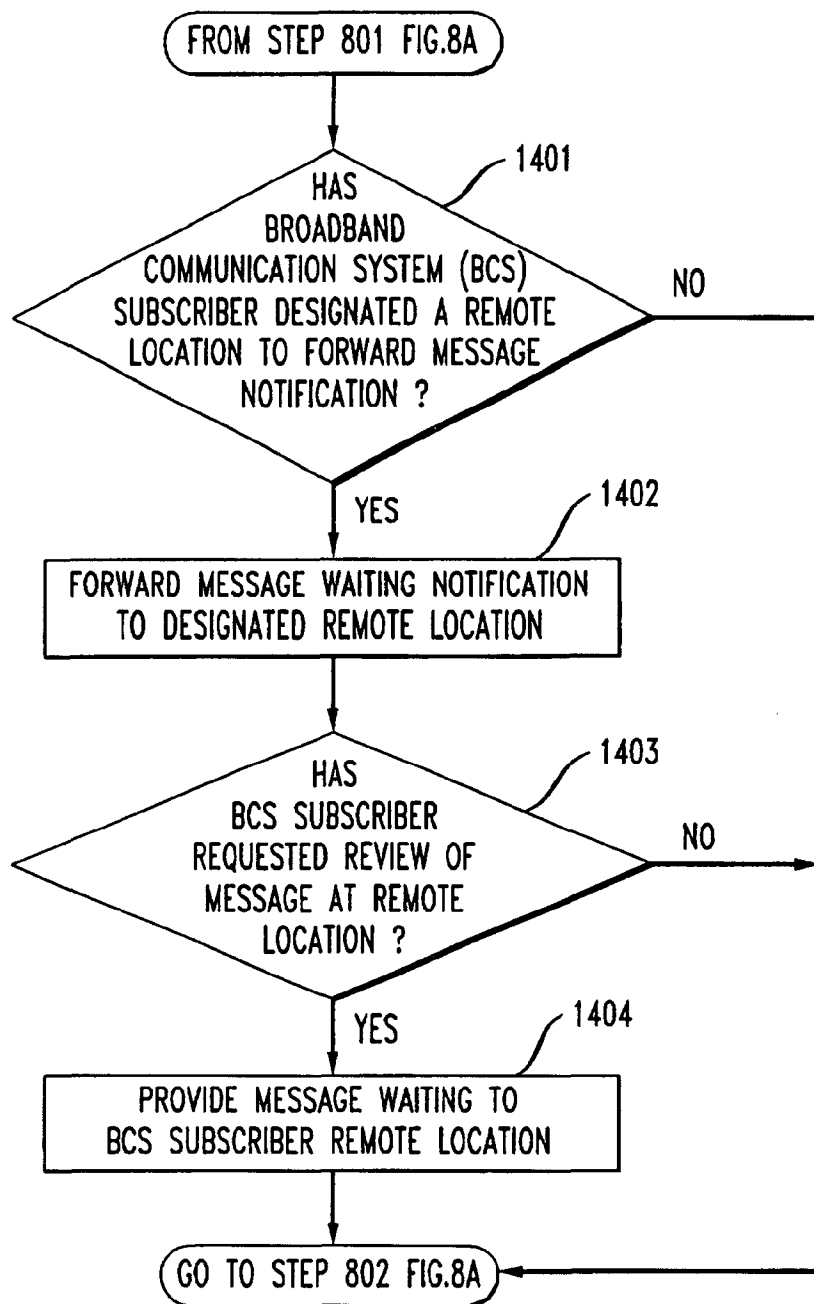 FROM STEP 801 FIG.8A
1401
HAS
BROADBAND
COMMUNICATION SYSTEM (BCS)
SUBSCRIBER DESIGNATED A REMOTE
LOCATION TO FORWARD MESSAGE
NOTIFICATION ?
NO
YES
1402
FORWARD MESSAGE WAITING NOTIFICATION
TO DESIGNATED REMOTE LOCATION
1403
HAS
BCS SUBSCRIBER
REQUESTED REVIEW OF
MESSAGE AT REMOTE
LOCATION ?
NO
YES
1404
PROVIDE MESSAGE WAITING TO
BCS SUBSCRIBER REMOTE LOCATION
GO TO STEP 802 FIG.8A